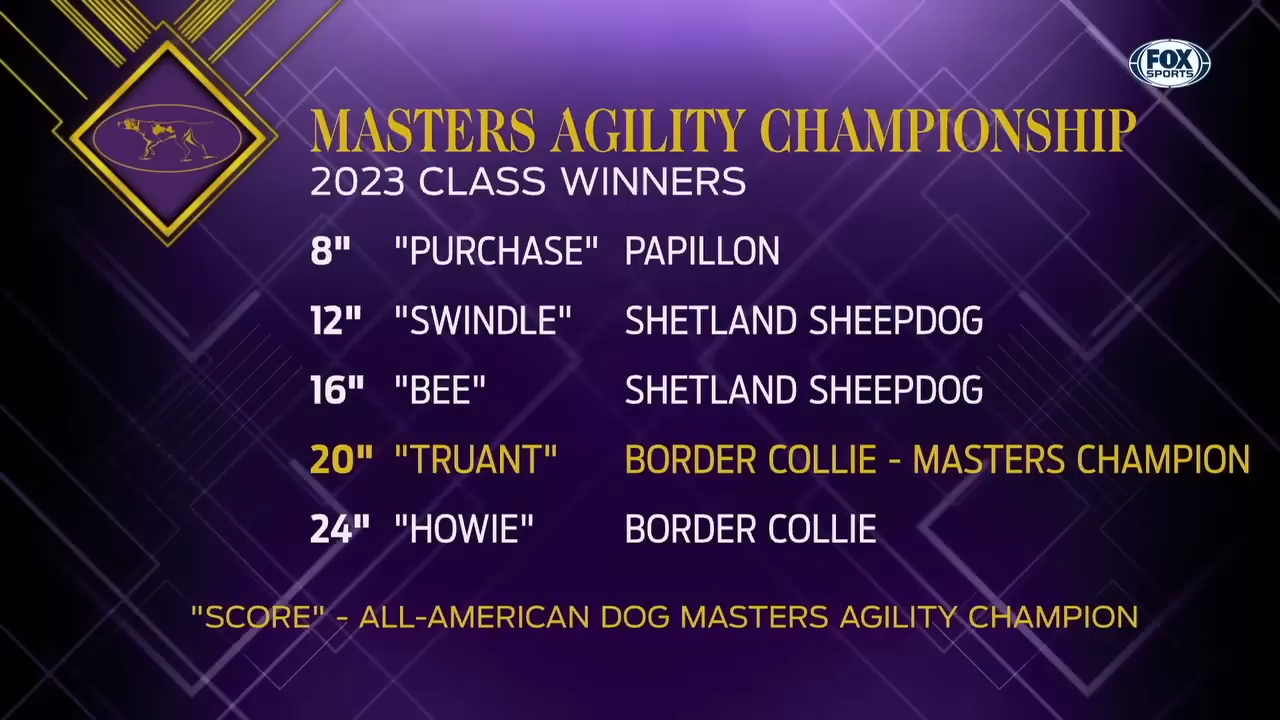 FOX
SPORTS
MASTERS AGILITY CHAMPIONSHIP
2023 CLASS WINNERS
8" "PURCHASE" PAPILLON
12" "SWINDLE" SHETLAND SHEEPDOG
16" "BEE" SHETLAND SHEEPDOG
20" "TRUANT" BORDER COLLIE - MASTERS CHAMPION
24" "HOWIE" BORDER COLLIE
"SCORE" - ALL-AMERICAN DOG MASTERS AGILITY CHAMPION